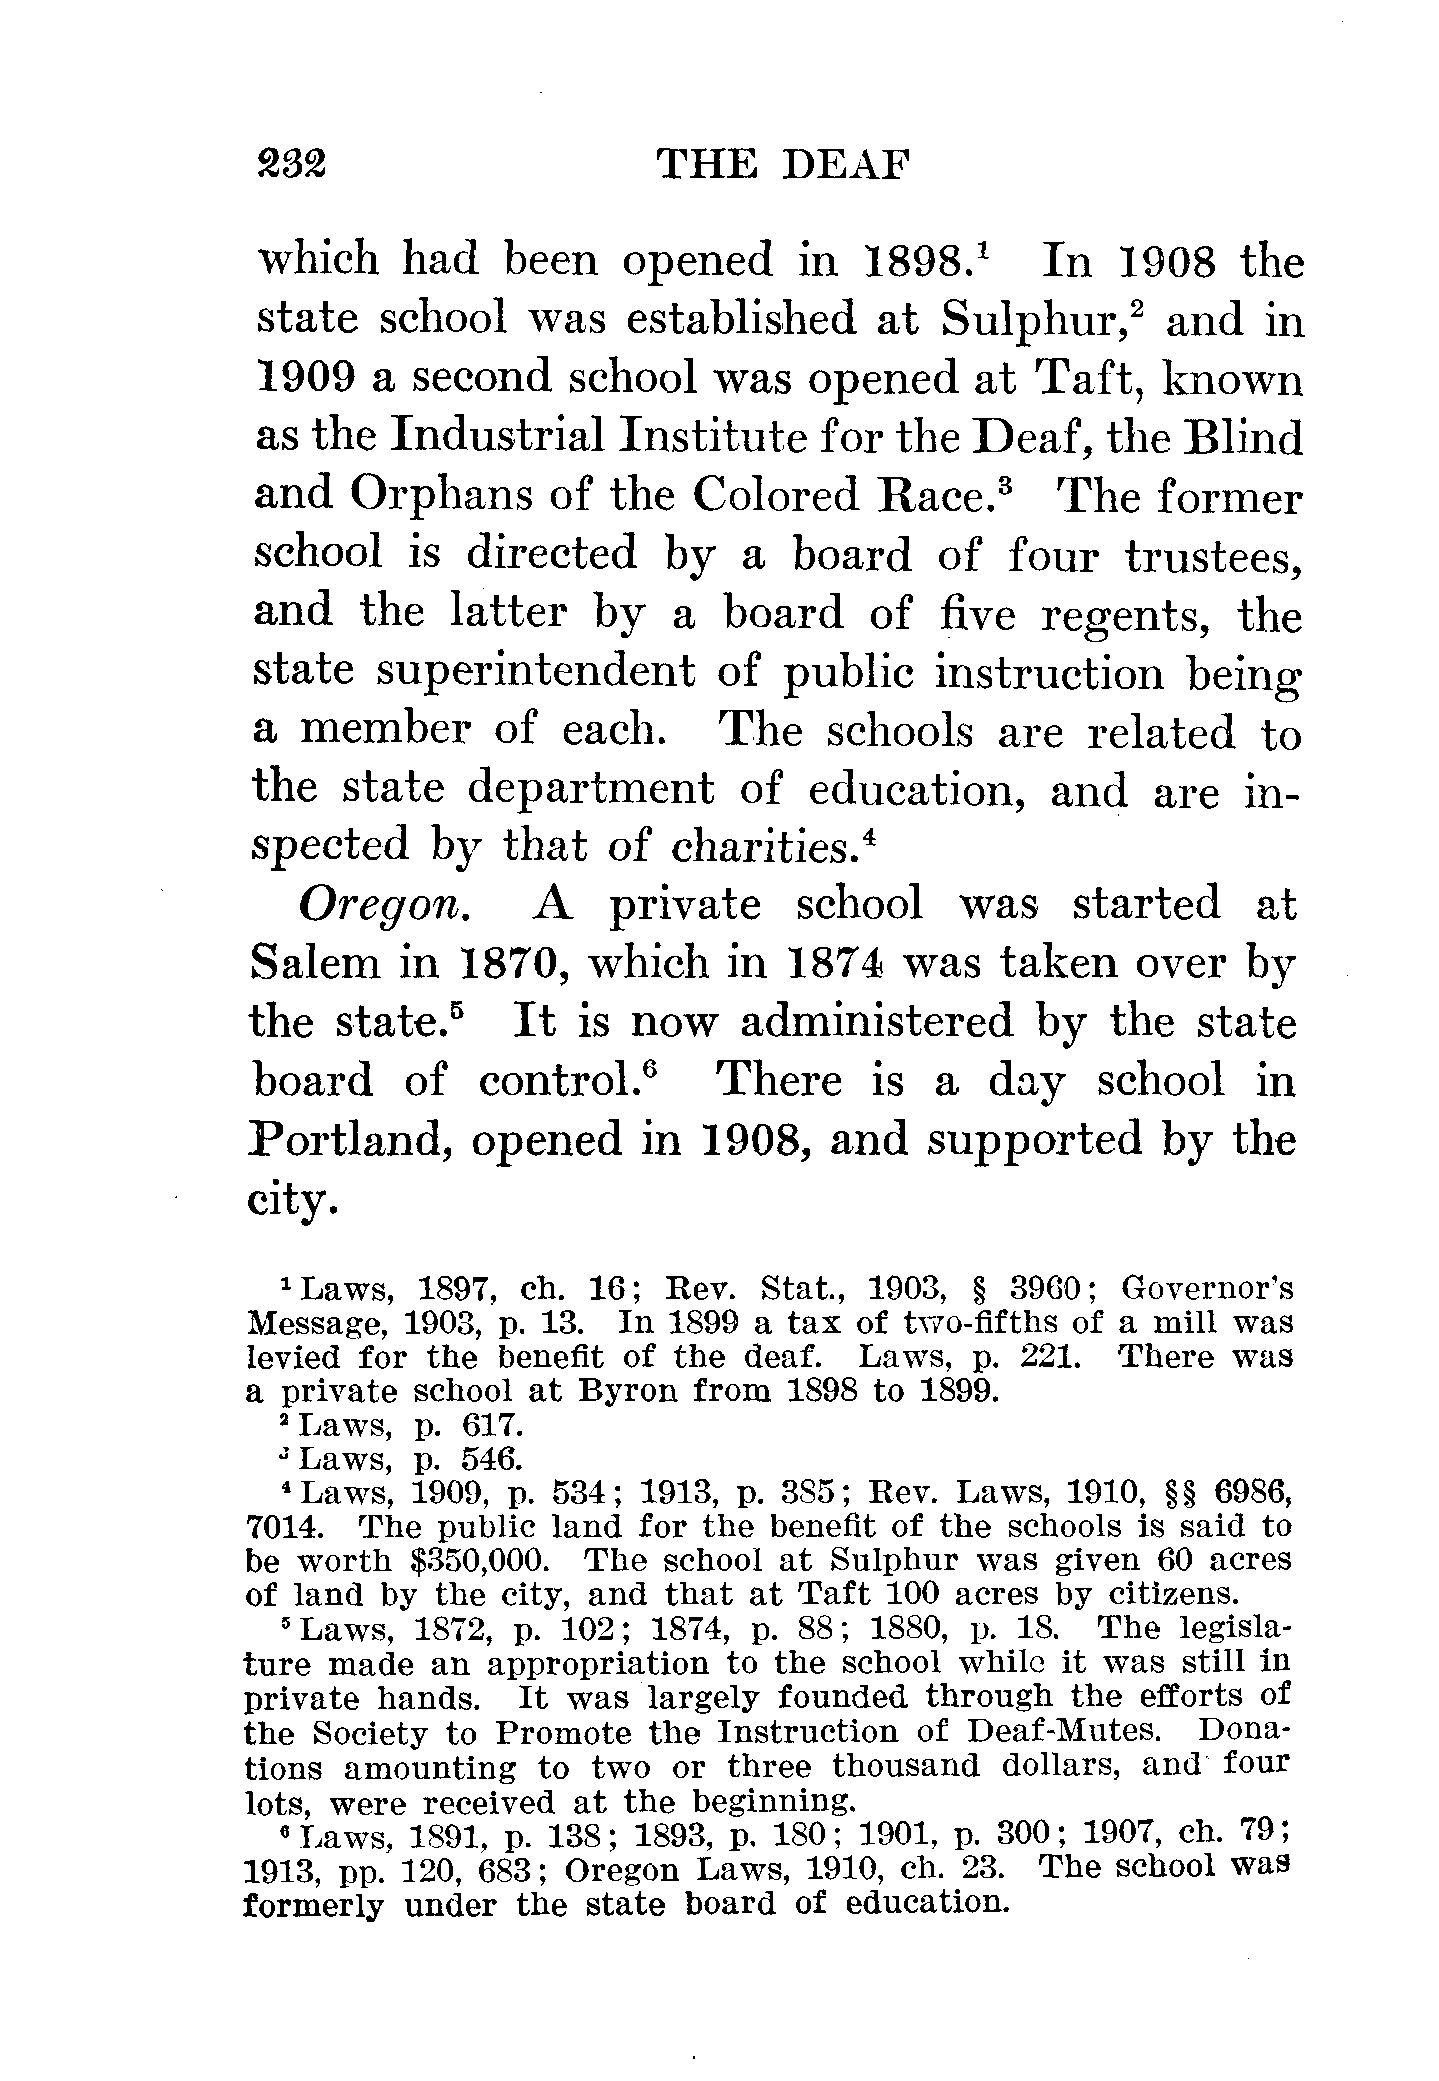 232 THE DEAF
which had been opened in 1898.¹ In 1908 the
state school was established at Sulphur,² and in
1909 a second school was opened at Taft, known
as the Industrial Institute for the Deaf, the Blind
and Orphans of the Colored Race.³ The former
school is directed by a board of four trustees,
and the latter by a board of five regents, the
state superintendent of public instruction being
a member of each. The schools are related to
the state department of education, and are in-
spected by that of charities.⁴
Oregon. A private school was started at
Salem in 1870, which in 1874 was taken over by
the state.⁵ It is now administered by the state
board of control.⁶ There is a day school in
Portland, opened in 1908, and supported by the
city.
¹ Laws, 1897, ch. 16; Rev. Stat., 1903, § 3960; Governor's
Message, 1903, p. 13. In 1899 a tax of two-fifths of a mill was
levied for the benefit of the deaf. Laws, p. 221. There was
a private school at Byron from 1898 to 1899.
² Laws, p. 617.
³ Laws, p. 546.
⁴ Laws, 1909, p. 534; 1913, p. 385; Rev. Laws, 1910, §§ 6986,
7014. The public land for the benefit of the schools is said to
be worth $350,000. The school at Sulphur was given 60 acres
of land by the city, and that at Taft 100 acres by citizens.
⁵ Laws, 1872, p. 102; 1874, p. 88; 1880, p. 18. The legisla-
ture made an appropriation to the school while it was still in
private hands. It was largely founded through the efforts of
the Society to Promote the Instruction of Deaf-Mutes. Dona-
tions amounting to two or three thousand dollars, and four
lots, were received at the beginning.
⁶ Laws, 1891, p. 138; 1893, p. 180; 1901, p. 300; 1907, ch. 79;
1913, pp. 120, 683; Oregon Laws, 1910, ch. 23. The school was
formerly under the state board of education.